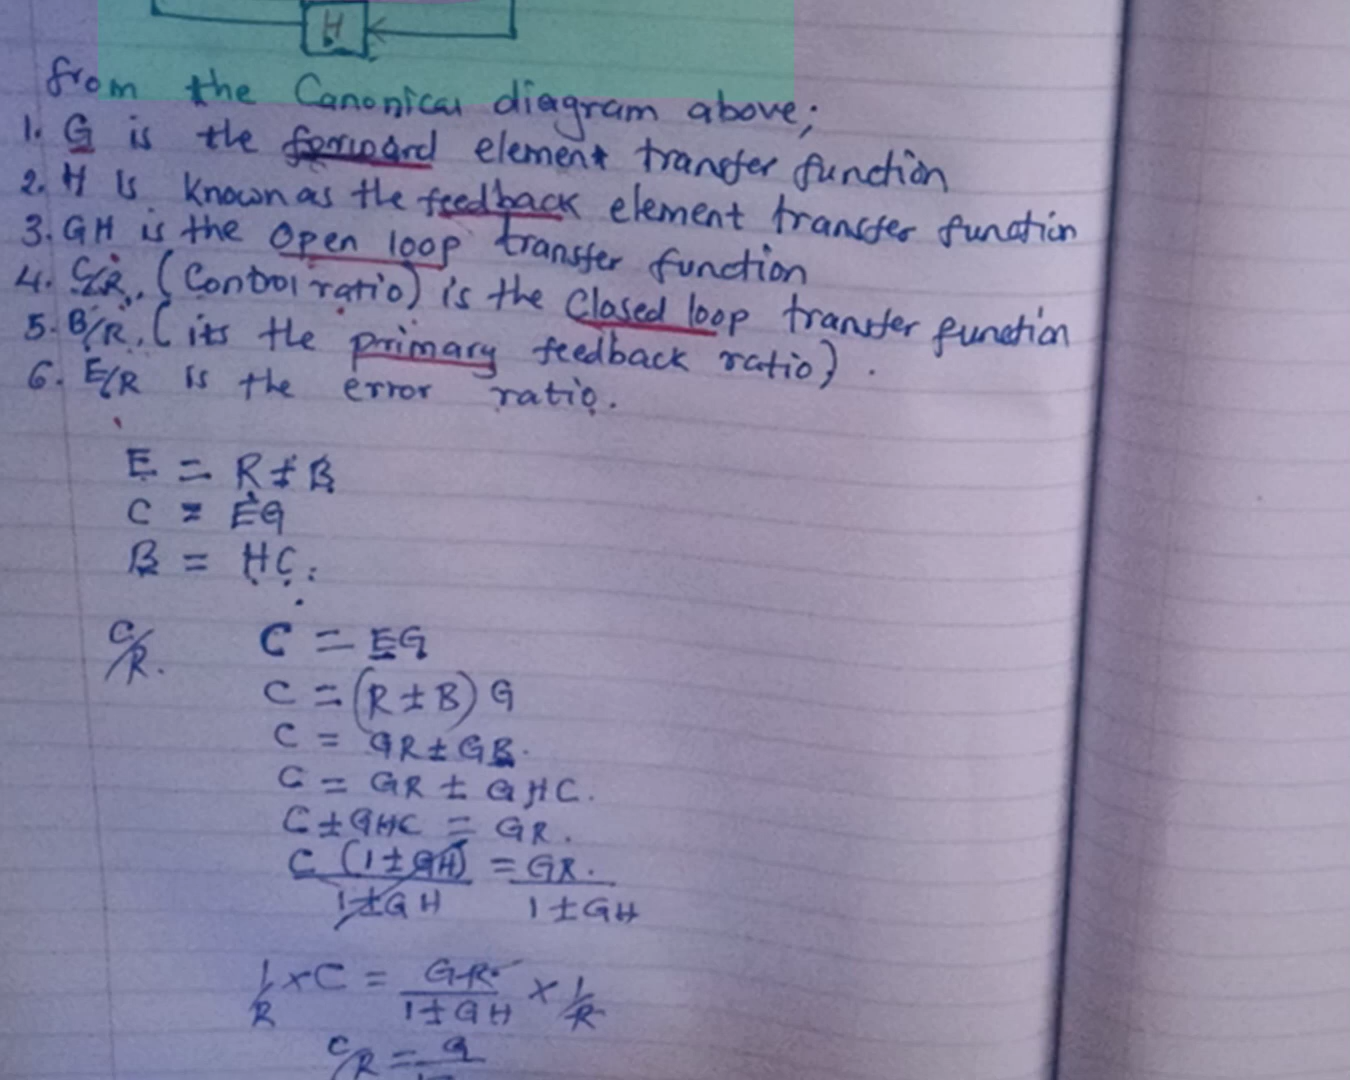 H
from the Canonical diagram above;
1. G is the forward element transfer function
2. H is known as the feedback element transfer function
3. GH is the open loop transfer function
4. C/R, (Control ratio) is the closed loop transfer function
5. B/R, (its the primary feedback ratio).
6. E/R is the error ratio.
E = R ± B
C = EG
B = HC.
C/R. C = EG
C = (R ± B) G
C = GR ± GB.
C = GR ± GHC.
C ± GHC = GR.
C (1 ± GH) = GR.
1 ± GH 1 ± GH
1/R × C = GR/1 ± GH × 1/R
C/R = G